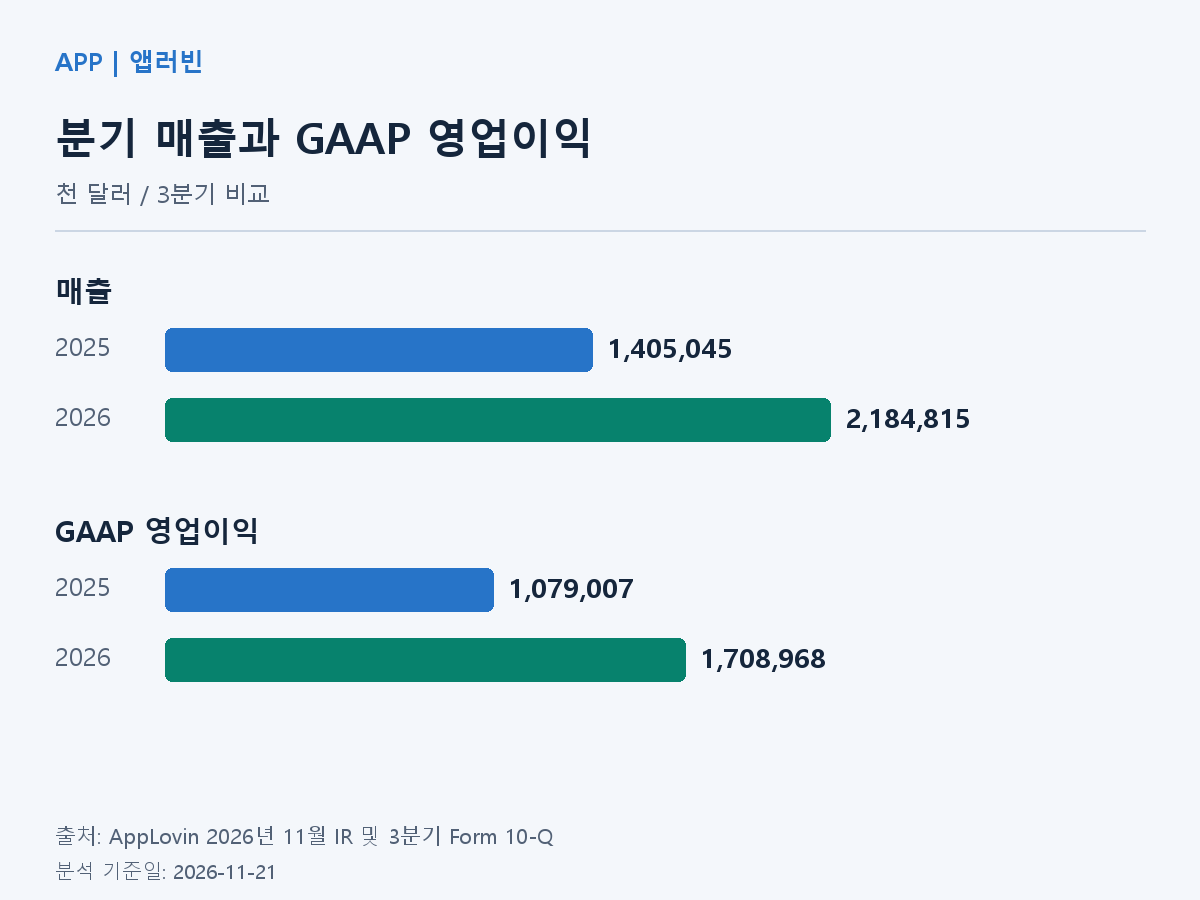 APP | 앱러빈
분기 매출과 GAAP 영업이익
천 달러 / 3분기 비교
매출
2025 1,405,045
2026 2,184,815
GAAP 영업이익
2025 1,079,007
2026 1,708,968
출처: AppLovin 2026년 11월 IR 및 3분기 Form 10-Q
분석 기준일: 2026-11-21